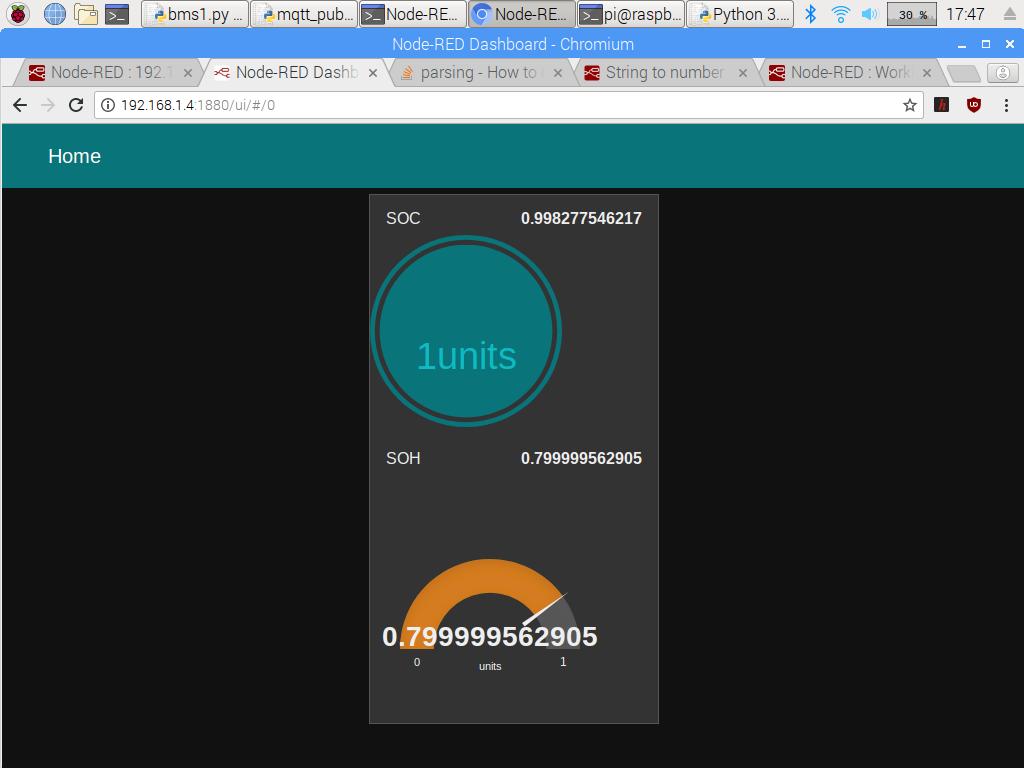 bms1.py ... mqtt_pub... Node-RE... Node-RE... pi@raspb... Python 3.... 30 % 17:47
Node-RED Dashboard - Chromium
Node-RED : 192.1 Node-RED Dashb parsing - How to String to number Node-RED : Worki
192.168.1.4:1880/ui/#/0
Home
SOC 0.998277546217
1units
SOH 0.799999562905
0.799999562905
0 units 1